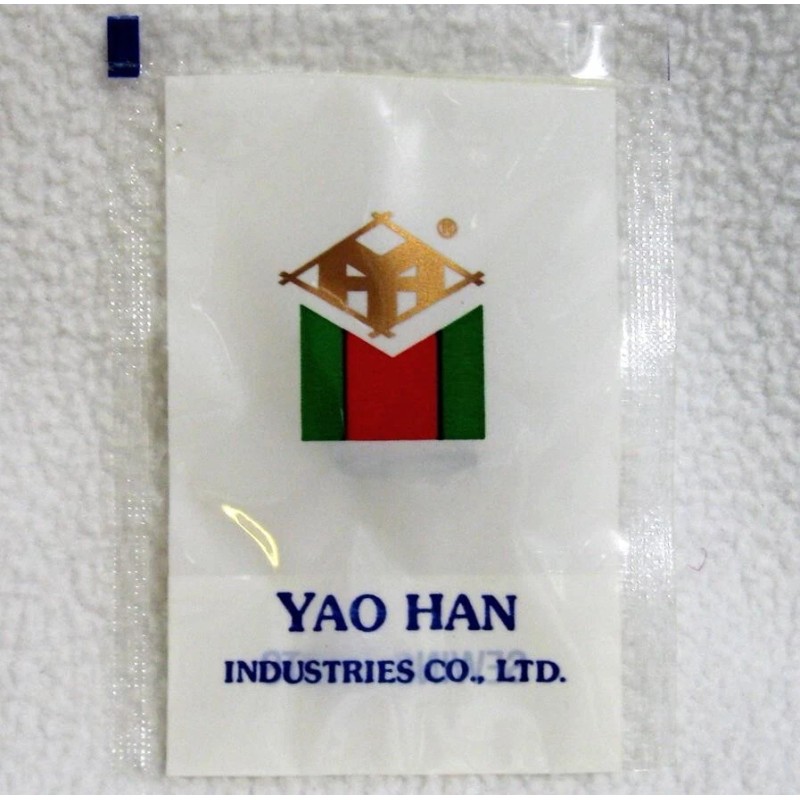 ®
YAO HAN
INDUSTRIES CO., LTD.